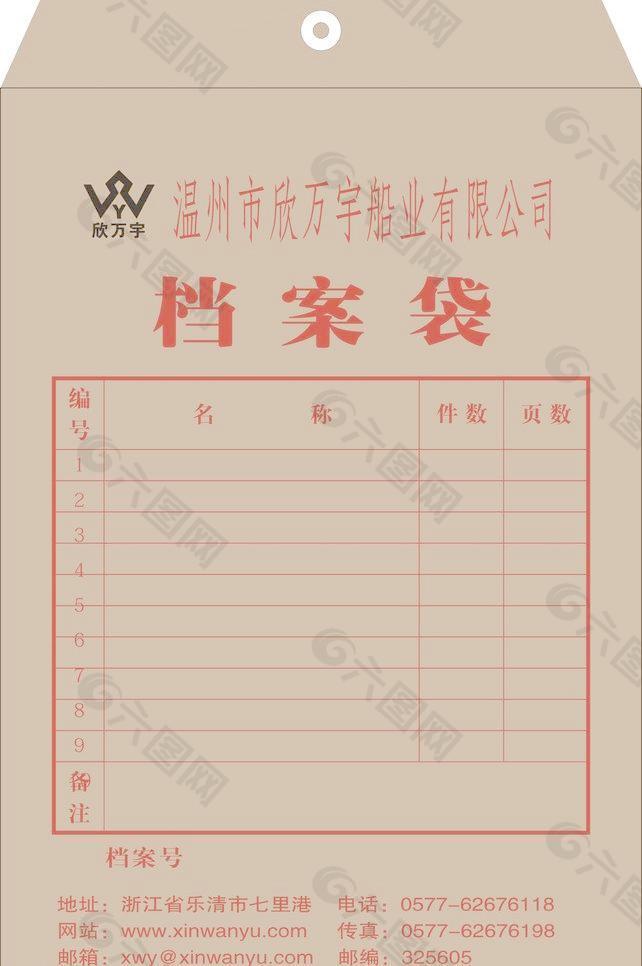 欣万宇
温州市欣万宇船业有限公司
档案袋
编号 名称 件数 页数
1
2
3
4
5
6
7
8
9
备注
档案号
地址：浙江省乐清市七里港 电话：0577-62676118
网站：www.xinwanyu.com 传真：0577-62676198
邮箱：xwy@xinwanyu.com 邮编：325605
六图网